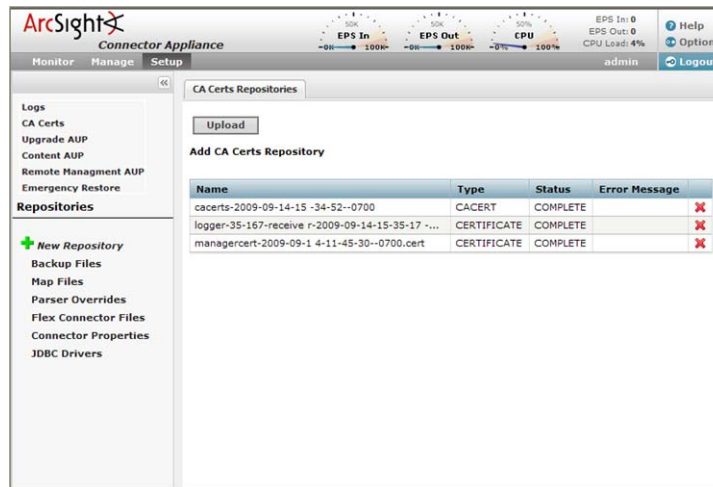 ArcSight
Connector Appliance
50K
EPS In
0K 100K
50K
EPS Out
0K 100K
50%
CPU
0% 100%
EPS In: 0
EPS Out: 0
CPU Load: 4%
Help
Option
Monitor Manage Setup
admin
Logou
CA Certs Repositories
Logs
CA Certs
Upgrade AUP
Content AUP
Remote Managment AUP
Emergency Restore
Repositories
New Repository
Backup Files
Map Files
Parser Overrides
Flex Connector Files
Connector Properties
JDBC Drivers
Upload
Add CA Certs Repository
Name Type Status Error Message
cacerts-2009-09-14-15 -34-52--0700 CACERT COMPLETE
logger-35-167-receive r-2009-09-14-15-35-17 -... CERTIFICATE COMPLETE
managercert-2009-09-1 4-11-45-30--0700.cert CERTIFICATE COMPLETE